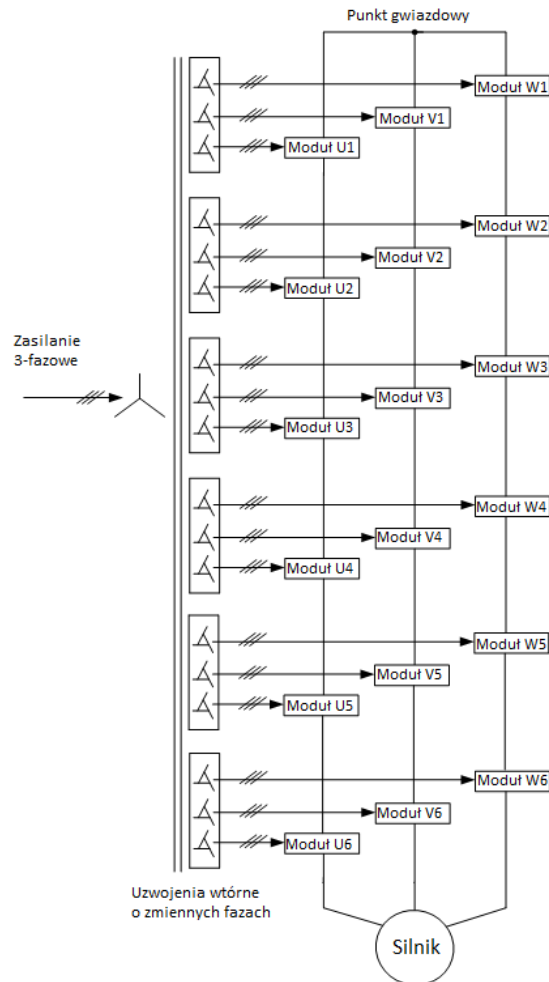 Punkt gwiazdowy
Moduł W1
Moduł V1
Moduł U1
Moduł W2
Moduł V2
Moduł U2
Zasilanie
3-fazowe
Moduł W3
Moduł V3
Moduł U3
Moduł W4
Moduł V4
Moduł U4
Moduł W5
Moduł V5
Moduł U5
Moduł W6
Moduł V6
Moduł U6
Uzwojenia wtórne
o zmiennych fazach
Silnik